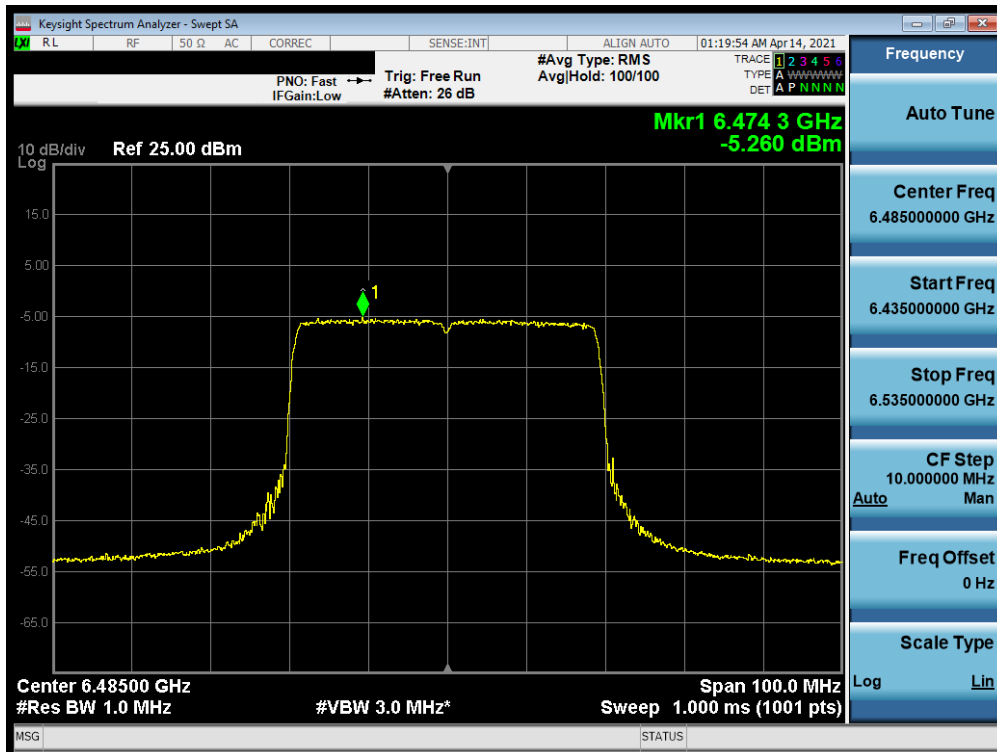 Keysight Spectrum Analyzer - Swept SA
LXI RL RF 50 Ω AC CORREC SENSE:INT ALIGN AUTO 01:19:54 AM Apr 14, 2021
PNO: Fast
IFGain:Low
Trig: Free Run
#Atten: 26 dB
#Avg Type: RMS
Avg|Hold: 100/100
TRACE 1 2 3 4 5 6
TYPE A WWWWW
DET A P N N N N
Mkr1 6.474 3 GHz
-5.260 dBm
10 dB/div Ref 25.00 dBm
Log
15.0
5.00
-5.00
-15.0
-25.0
-35.0
-45.0
-55.0
-65.0
1
Center 6.48500 GHz Span 100.0 MHz
#Res BW 1.0 MHz #VBW 3.0 MHz* Sweep 1.000 ms (1001 pts)
MSG STATUS
Frequency
Auto Tune
Center Freq
6.485000000 GHz
Start Freq
6.435000000 GHz
Stop Freq
6.535000000 GHz
CF Step
10.000000 MHz
Auto Man
Freq Offset
0 Hz
Scale Type
Log Lin